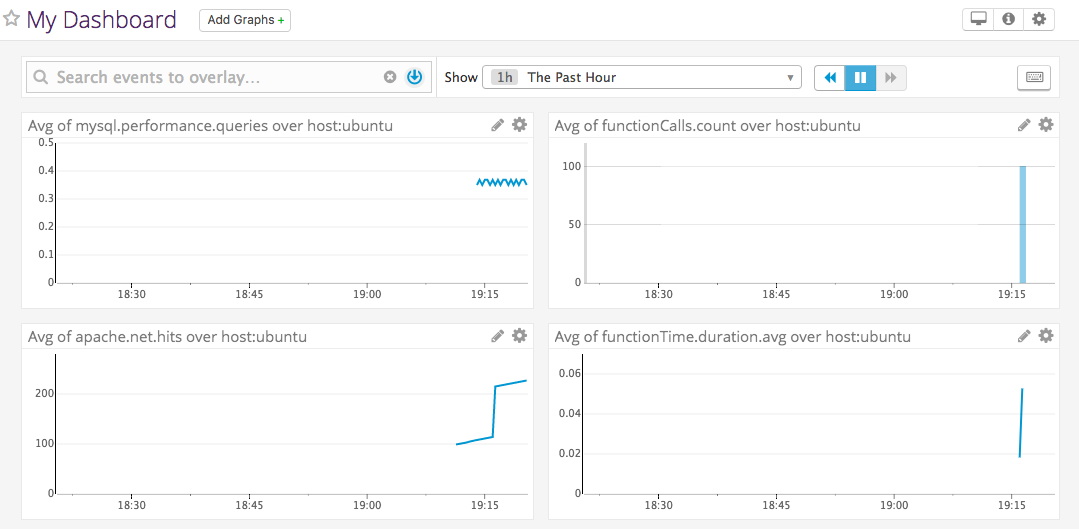 My Dashboard Add Graphs +
Search events to overlay... Show 1h The Past Hour
Avg of mysql.performance.queries over host:ubuntu
0.5
0.4
0.3
0.2
0.1
0
18:30 18:45 19:00 19:15
Avg of functionCalls.count over host:ubuntu
100
50
0
18:30 18:45 19:00 19:15
Avg of apache.net.hits over host:ubuntu
200
100
0
18:30 18:45 19:00 19:15
Avg of functionTime.duration.avg over host:ubuntu
0.06
0.04
0.02
0
18:30 18:45 19:00 19:15